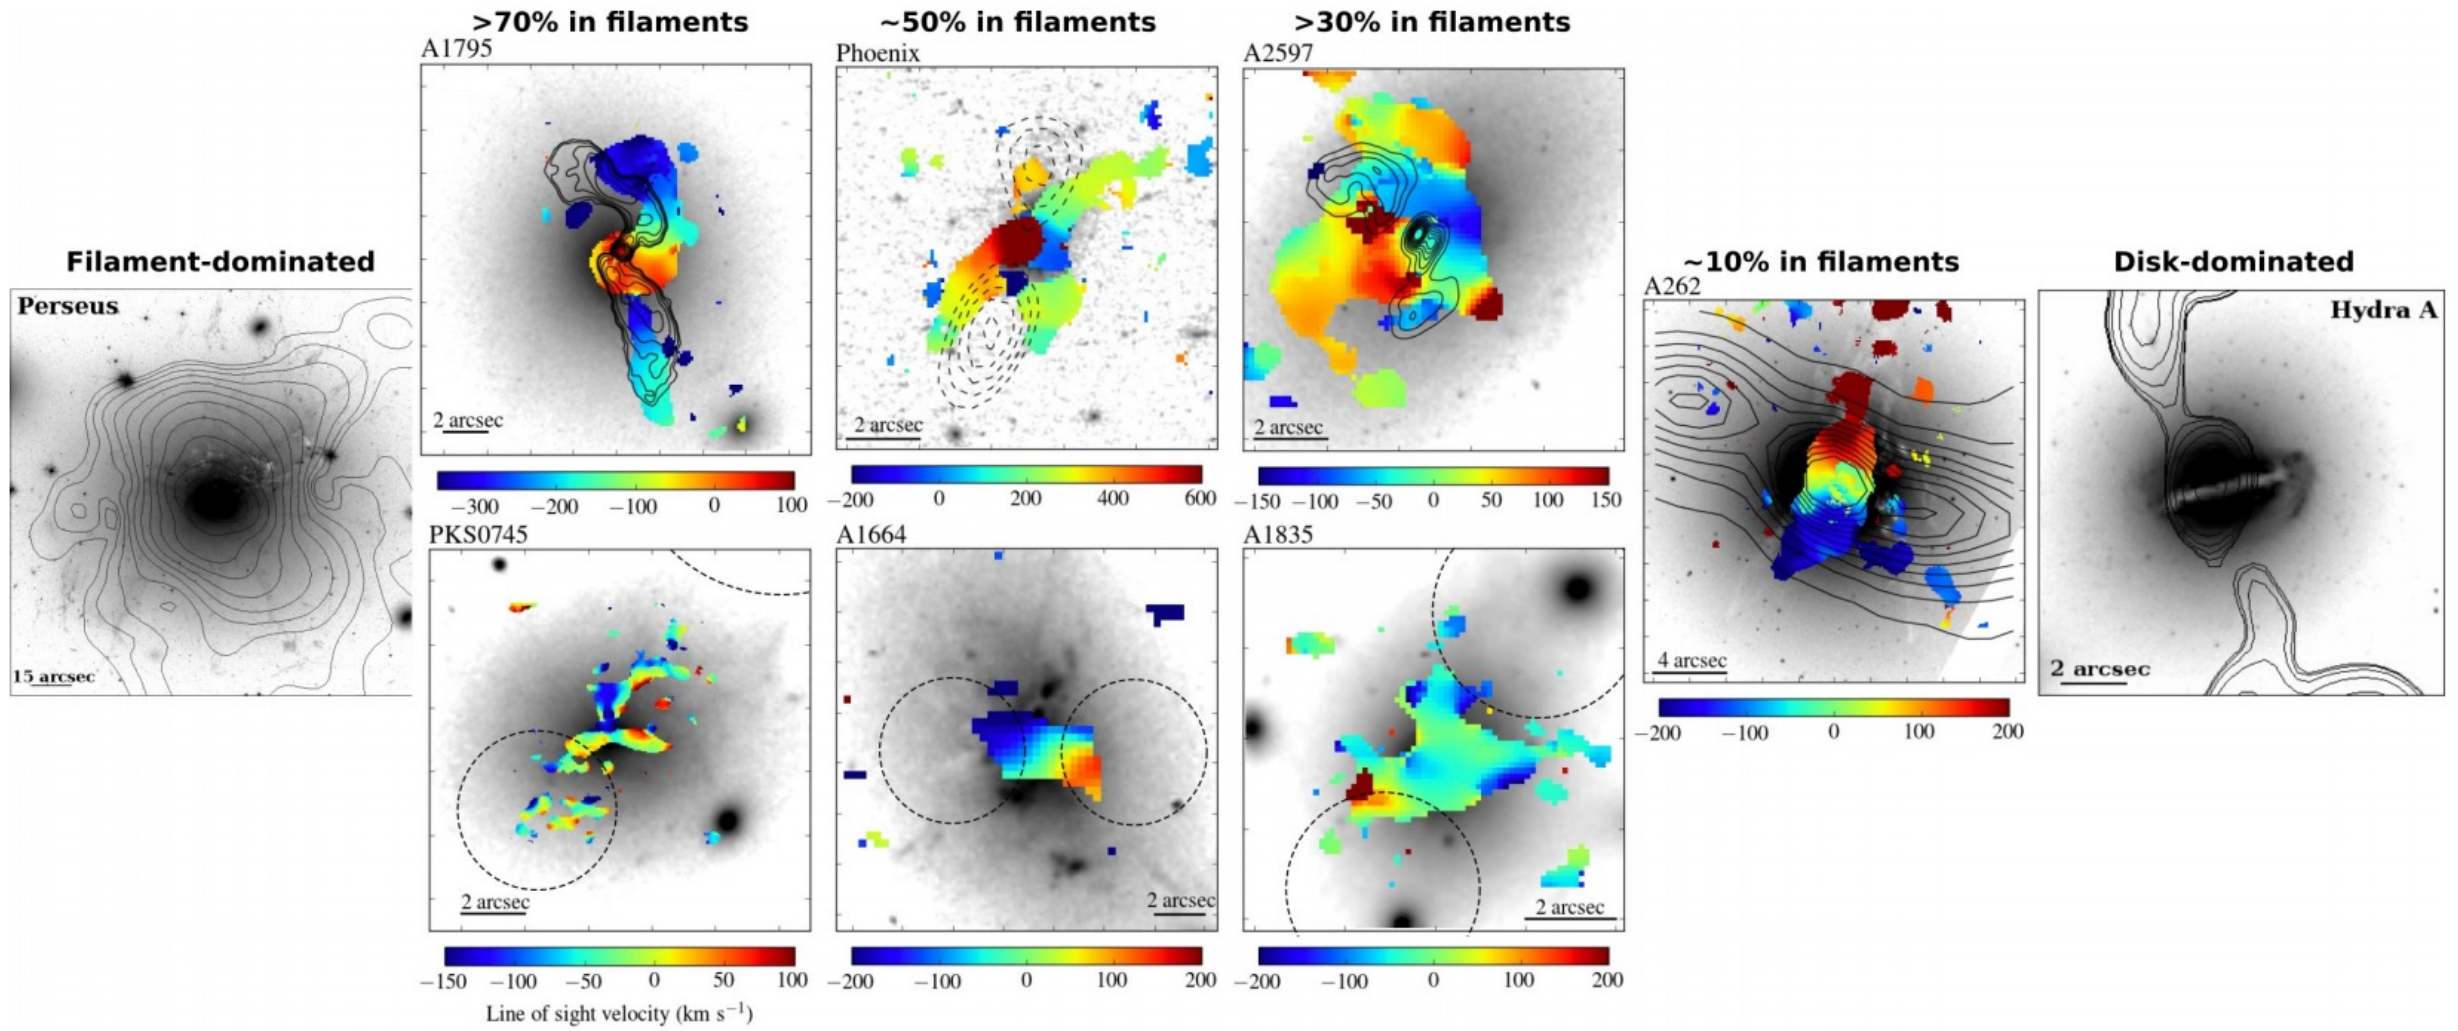 >70% in filaments
~50% in filaments
>30% in filaments
A1795
Phoenix
A2597
Filament-dominated
~10% in filaments
Disk-dominated
A262
Perseus
Hydra A
2 arcsec
2 arcsec
2 arcsec
−300 −200 −100 0 100
−200 0 200 400 600
−150 −100 −50 0 50 100 150
PKS0745
A1664
A1835
15 arcsec
4 arcsec
2 arcsec
−200 −100 0 100 200
2 arcsec
2 arcsec
2 arcsec
−150 −100 −50 0 50 100
−200 −100 0 100 200
−200 −100 0 100 200
Line of sight velocity (km s⁻¹)